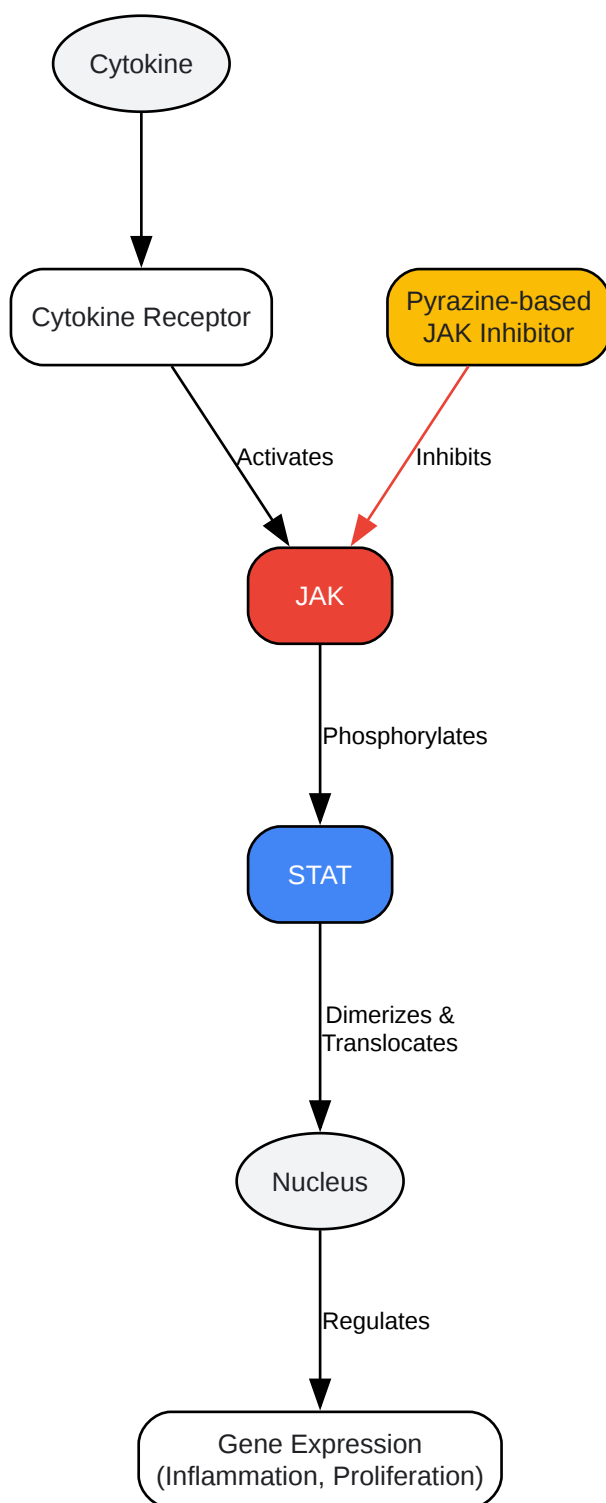 Cytokine
Cytokine Receptor
Pyrazine-based
JAK Inhibitor
Activates
Inhibits
JAK
Phosphorylates
STAT
Dimerizes &
Translocates
Nucleus
Regulates
Gene Expression
(Inflammation, Proliferation)